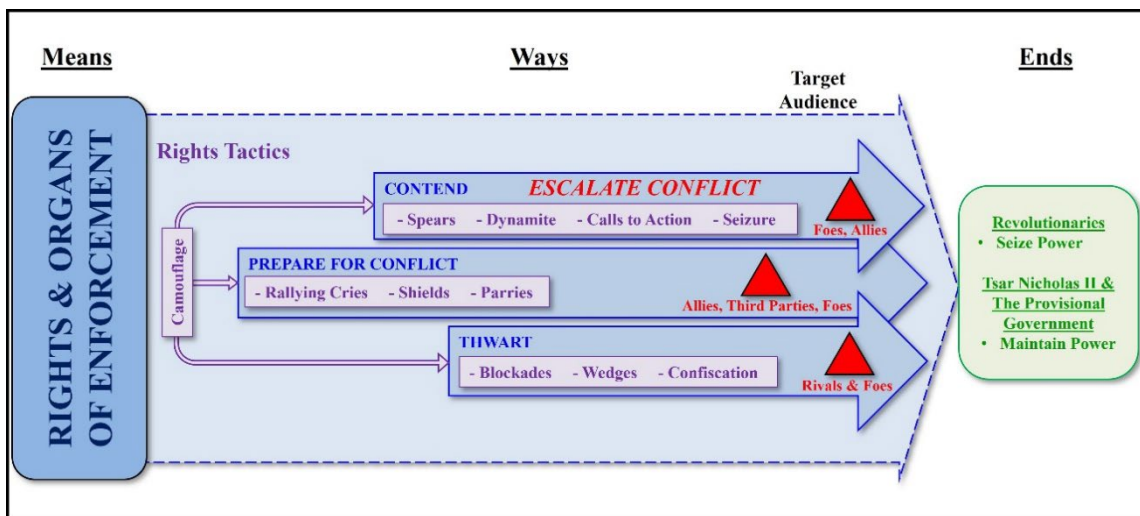 Means
Ways
Ends
Target
Audience
RIGHTS & ORGANS
OF ENFORCEMENT
Rights Tactics
Camouflage
CONTEND
ESCALATE CONFLICT
- Spears - Dynamite - Calls to Action - Seizure
Foes, Allies
PREPARE FOR CONFLICT
- Rallying Cries - Shields - Parries
Allies, Third Parties, Foes
THWART
- Blockades - Wedges - Confiscation
Rivals & Foes
Revolutionaries
• Seize Power
Tsar Nicholas II &
The Provisional
Government
• Maintain Power